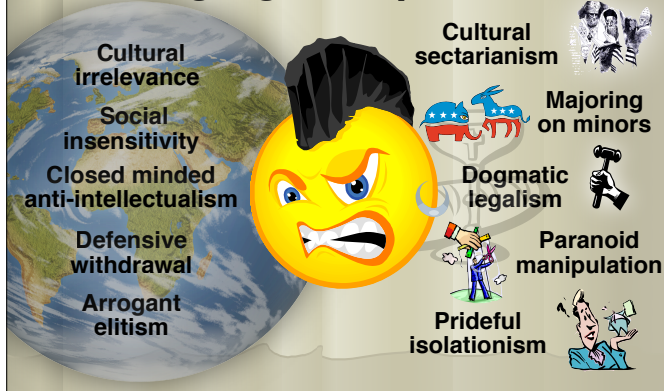 Cultural
irrelevance
Social
insensitivity
Closed minded
anti-intellectualism
Defensive
withdrawal
Arrogant
elitism
Cultural
sectarianism
Majoring
on minors
Dogmatic
legalism
Paranoid
manipulation
Prideful
isolationism